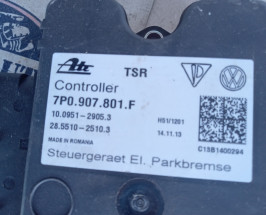 Ate TSR
Controller
7P0.907.801.F
10.0951-2905.3 H51/1201
28.5510-2510.3 14.11.13
MADE IN ROMANIA C15B1400294
Steuergeraet El. Parkbremse